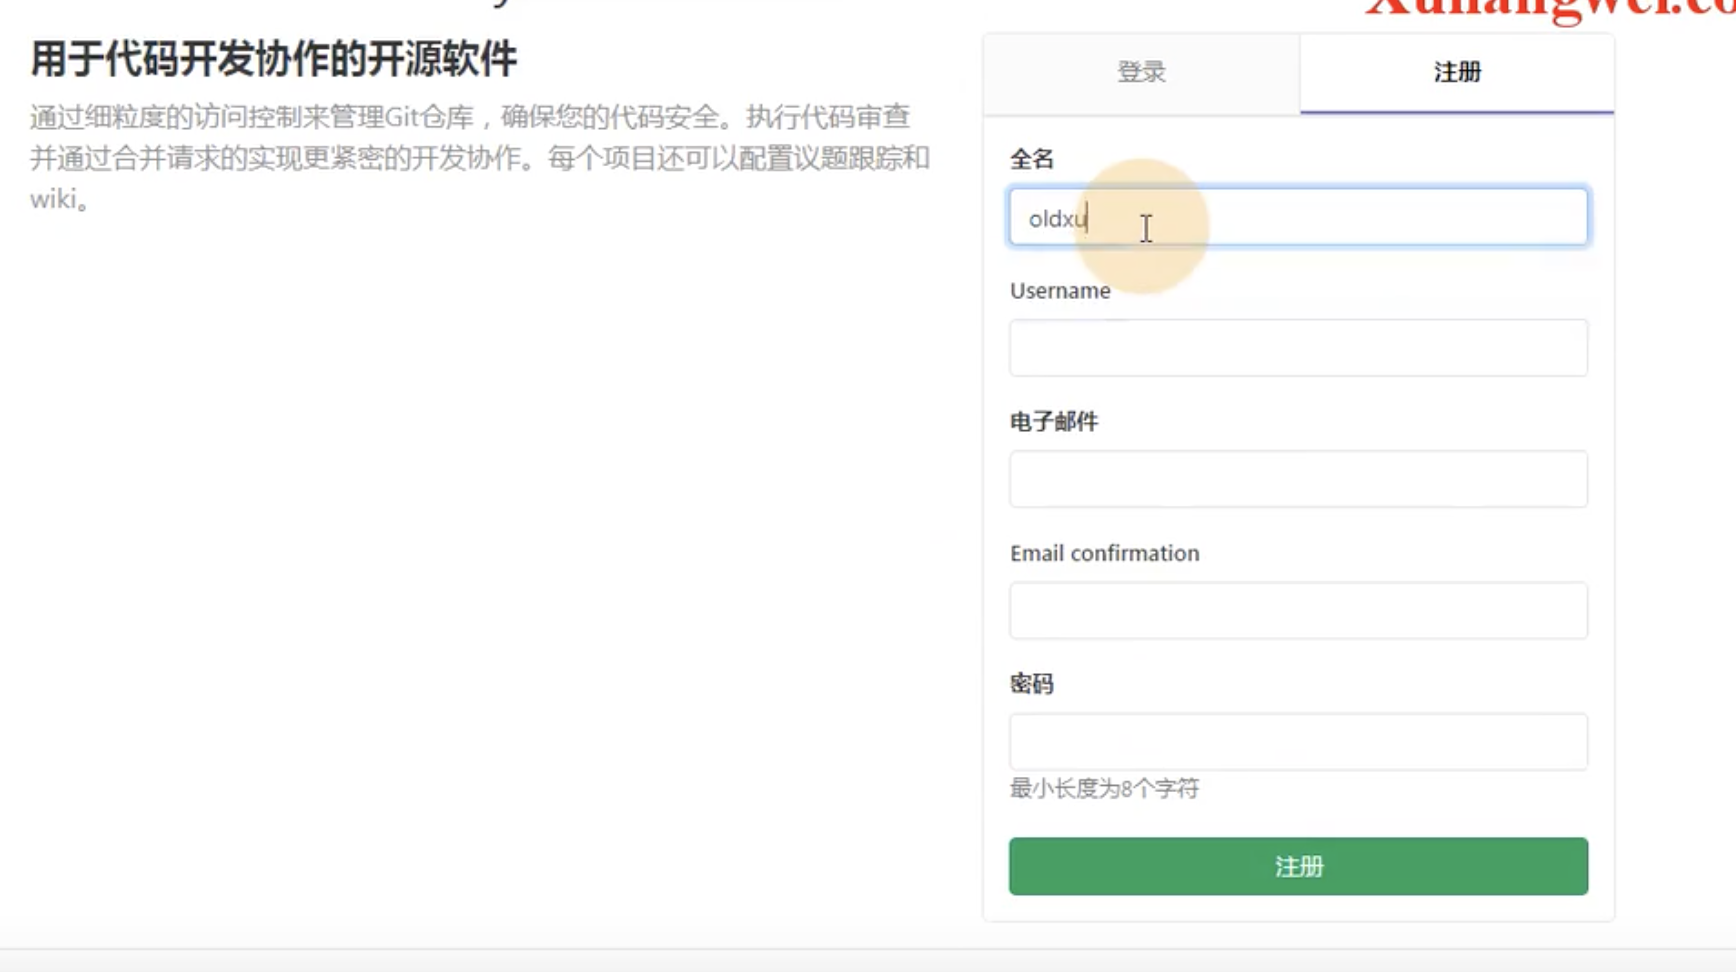 用于代码开发协作的开源软件
通过细粒度的访问控制来管理Git仓库，确保您的代码安全。执行代码审查
并通过合并请求的实现更紧密的开发协作。每个项目还可以配置议题跟踪和
wiki。
登录
注册
全名
oldxu
Username
电子邮件
Email confirmation
密码
最小长度为8个字符
注册